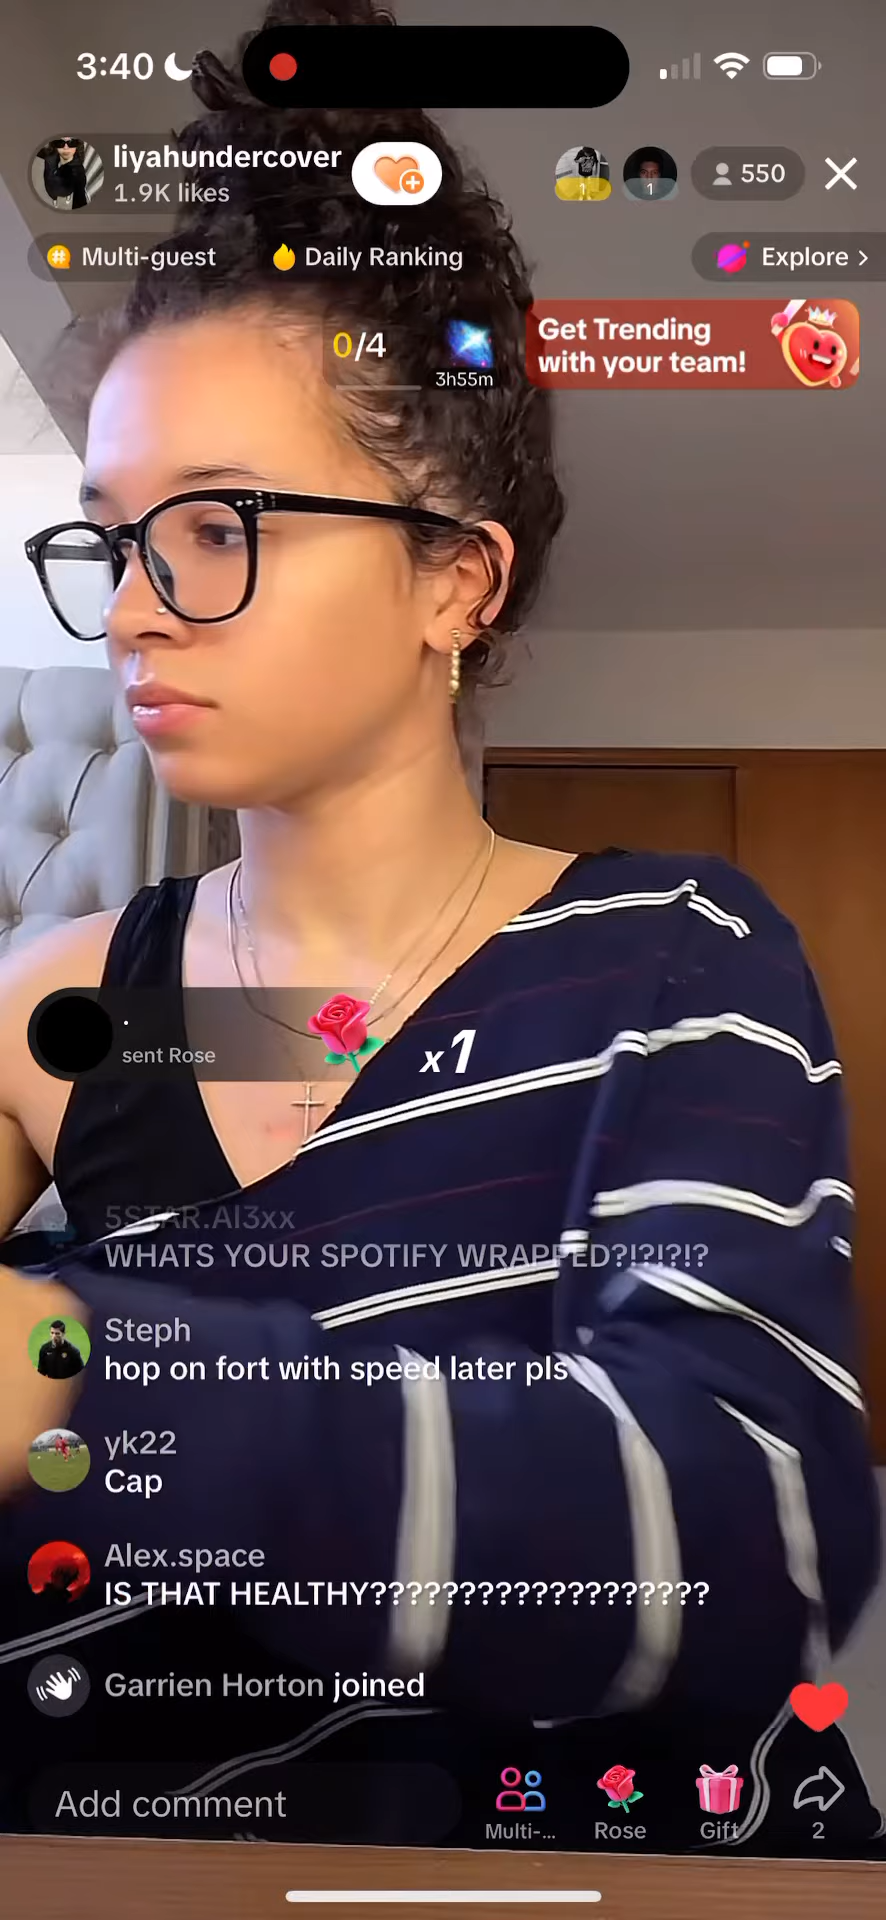 3:40
liyahundercover
1.9K likes
1
1
550
Multi-guest
Daily Ranking
Explore >
0/4
3h55m
Get Trending
with your team!
.
sent Rose
x1
5STAR.AI3xx
WHATS YOUR SPOTIFY WRAPPED?!?!?!?
Steph
hop on fort with speed later pls
yk22
Cap
Alex.space
IS THAT HEALTHY???????????????????
Garrien Horton joined
Add comment
Multi-...
Rose
Gift
2